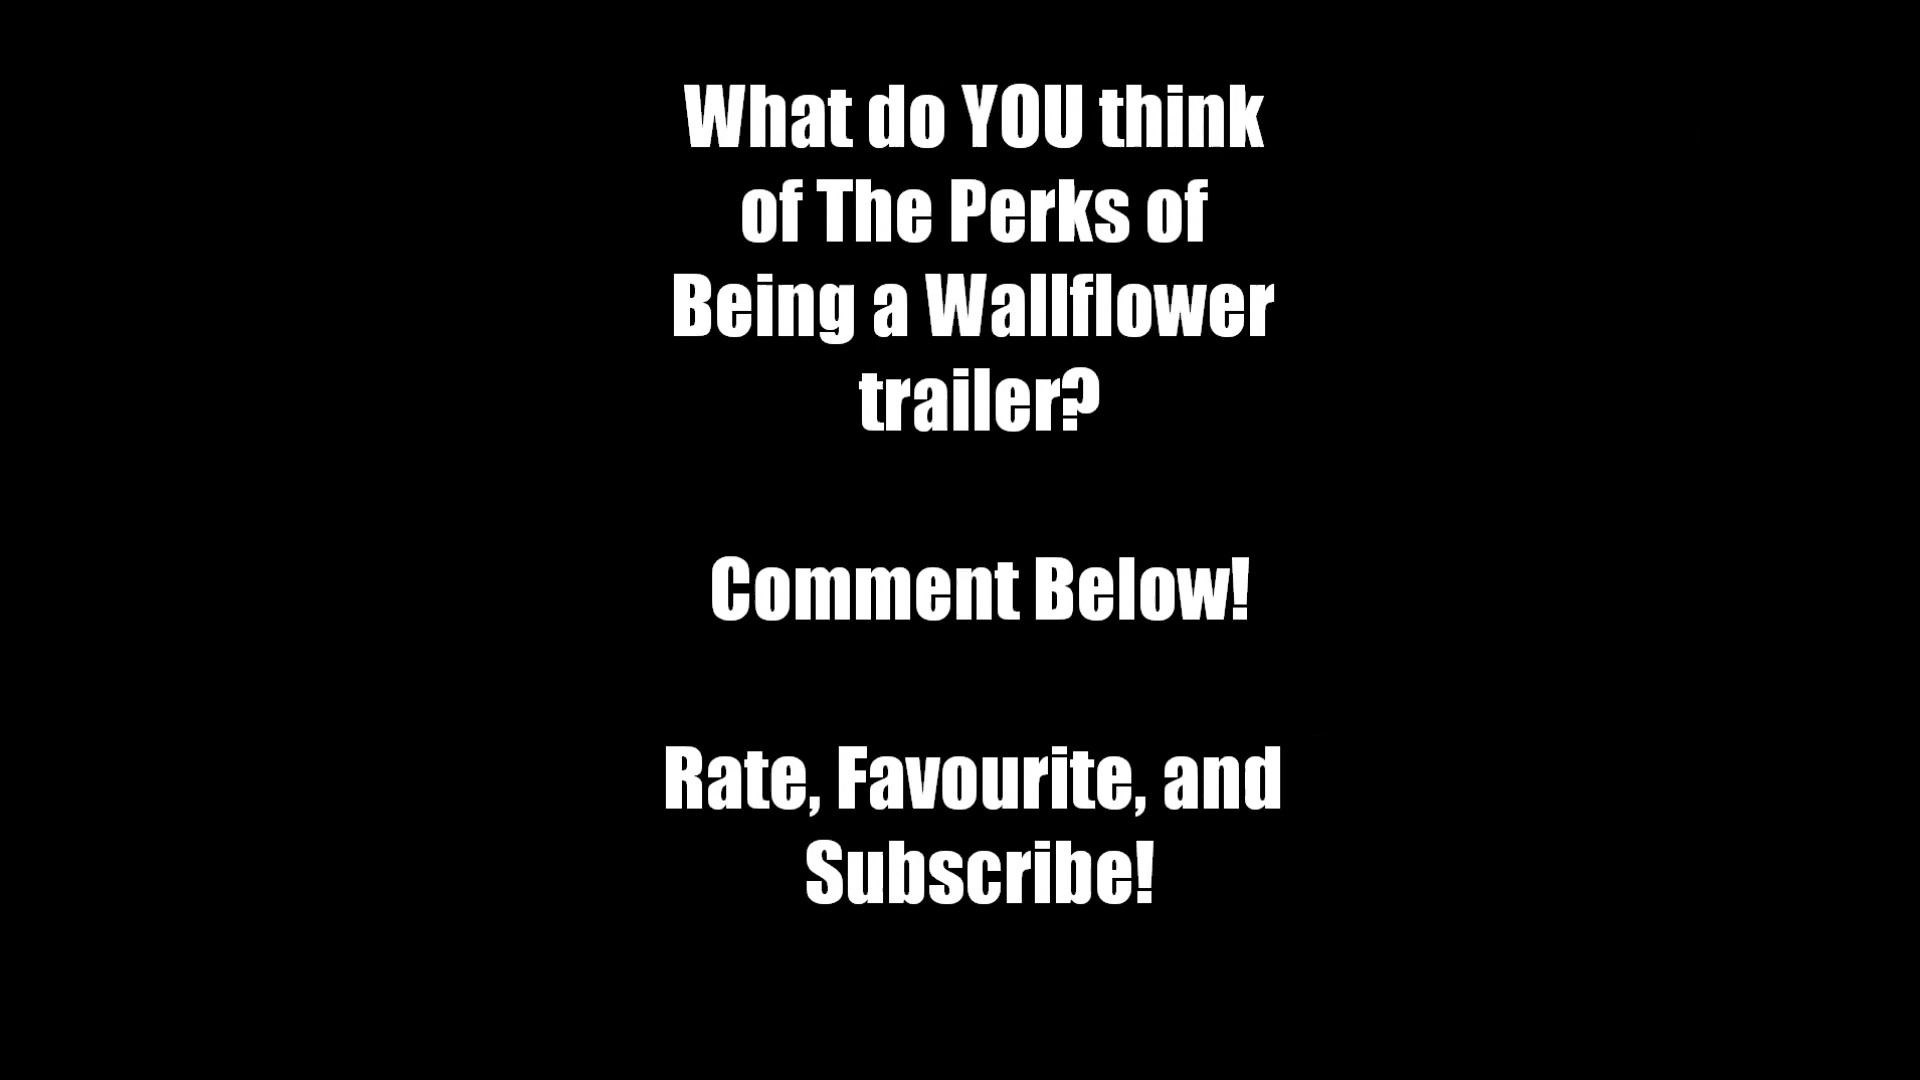 What do YOU think
of The Perks of
Being a Wallflower
trailer?
Comment Below!
Rate, Favourite, and
Subscribe!